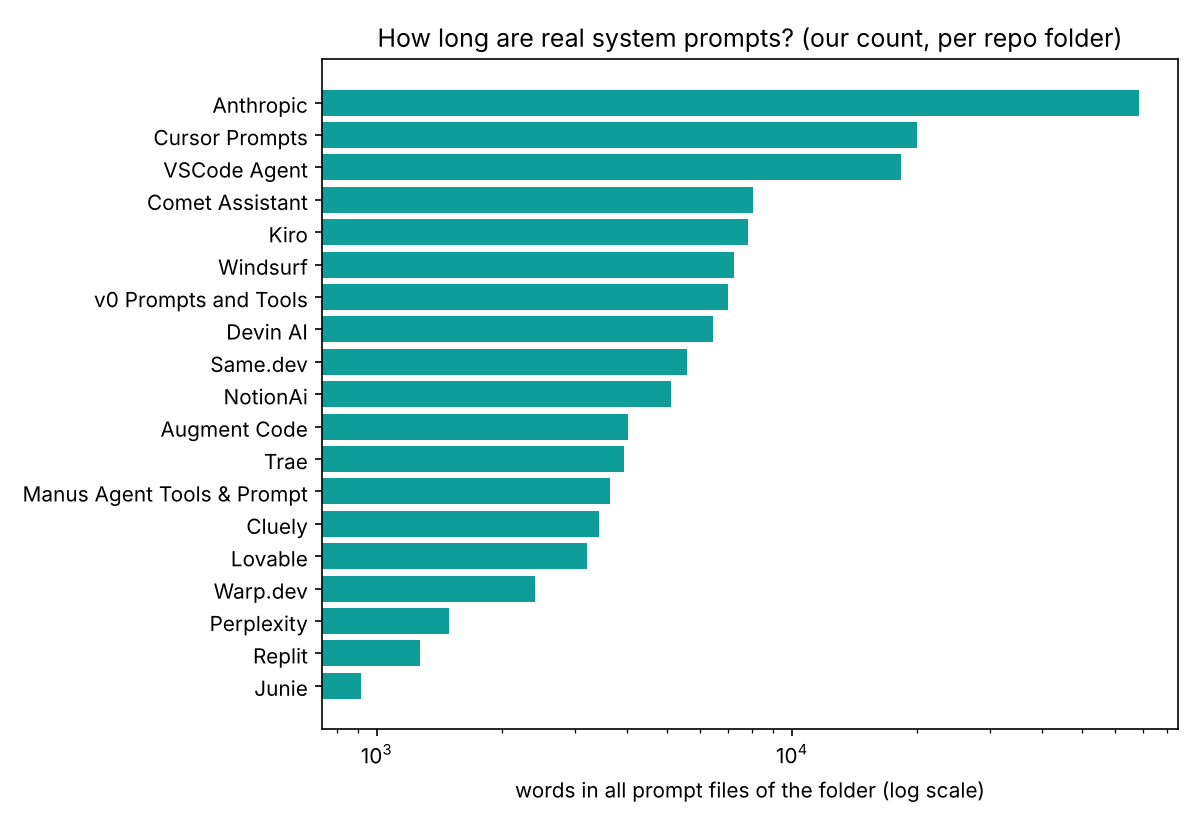 How long are real system prompts? (our count, per repo folder)
Anthropic
Cursor Prompts
VSCode Agent
Comet Assistant
Kiro
Windsurf
v0 Prompts and Tools
Devin AI
Same.dev
NotionAi
Augment Code
Trae
Manus Agent Tools & Prompt
Cluely
Lovable
Warp.dev
Perplexity
Replit
Junie
10³ 10⁴
words in all prompt files of the folder (log scale)